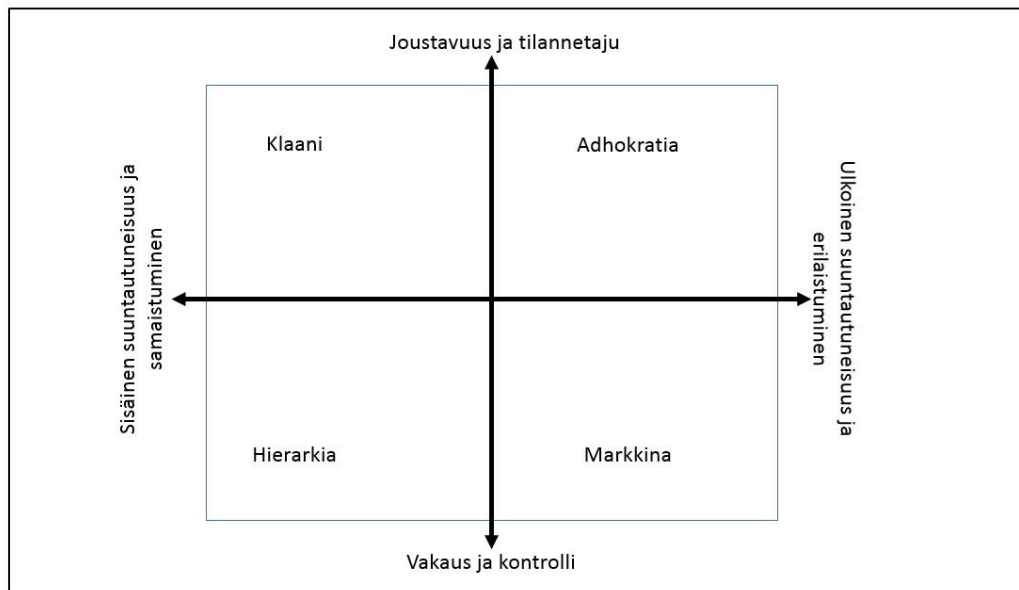 Joustavuus ja tilannetaju
Klaani
Adhokratia
Sisäinen suuntautuneisuus ja
samaistuminen
Ulkoinen suuntautuneisuus ja
erilaistuminen
Hierarkia
Markkina
Vakaus ja kontrolli